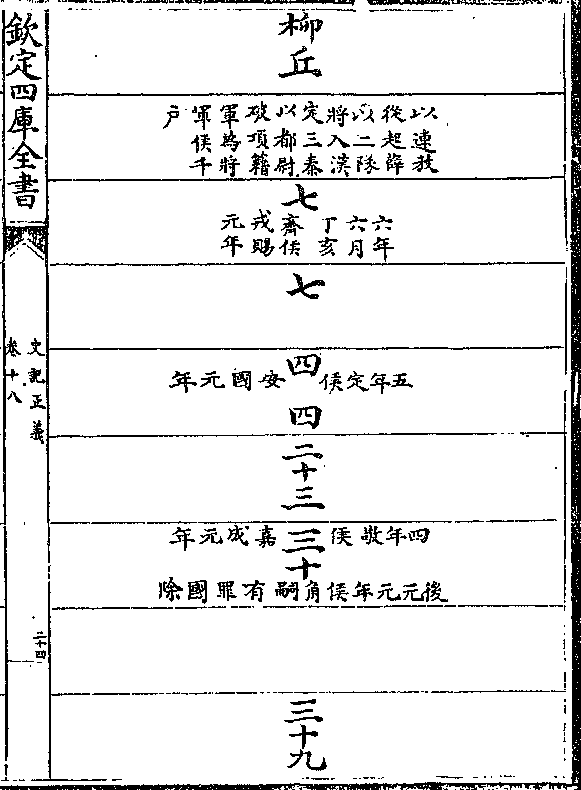 柳丘
以連敖
從起薛
以二隊
將入漢
定三秦
以都尉
破項籍
軍為將
軍侯千
戶
七
六年
六月
丁亥
齊侯
戎賜
元年
七
四
五年定侯安國元年
四
二十三
三
四年敬侯嘉成元年
十
後元元年侯角嗣有罪國除
三十九
欽定四庫全書
史記正義
卷十八
二十四